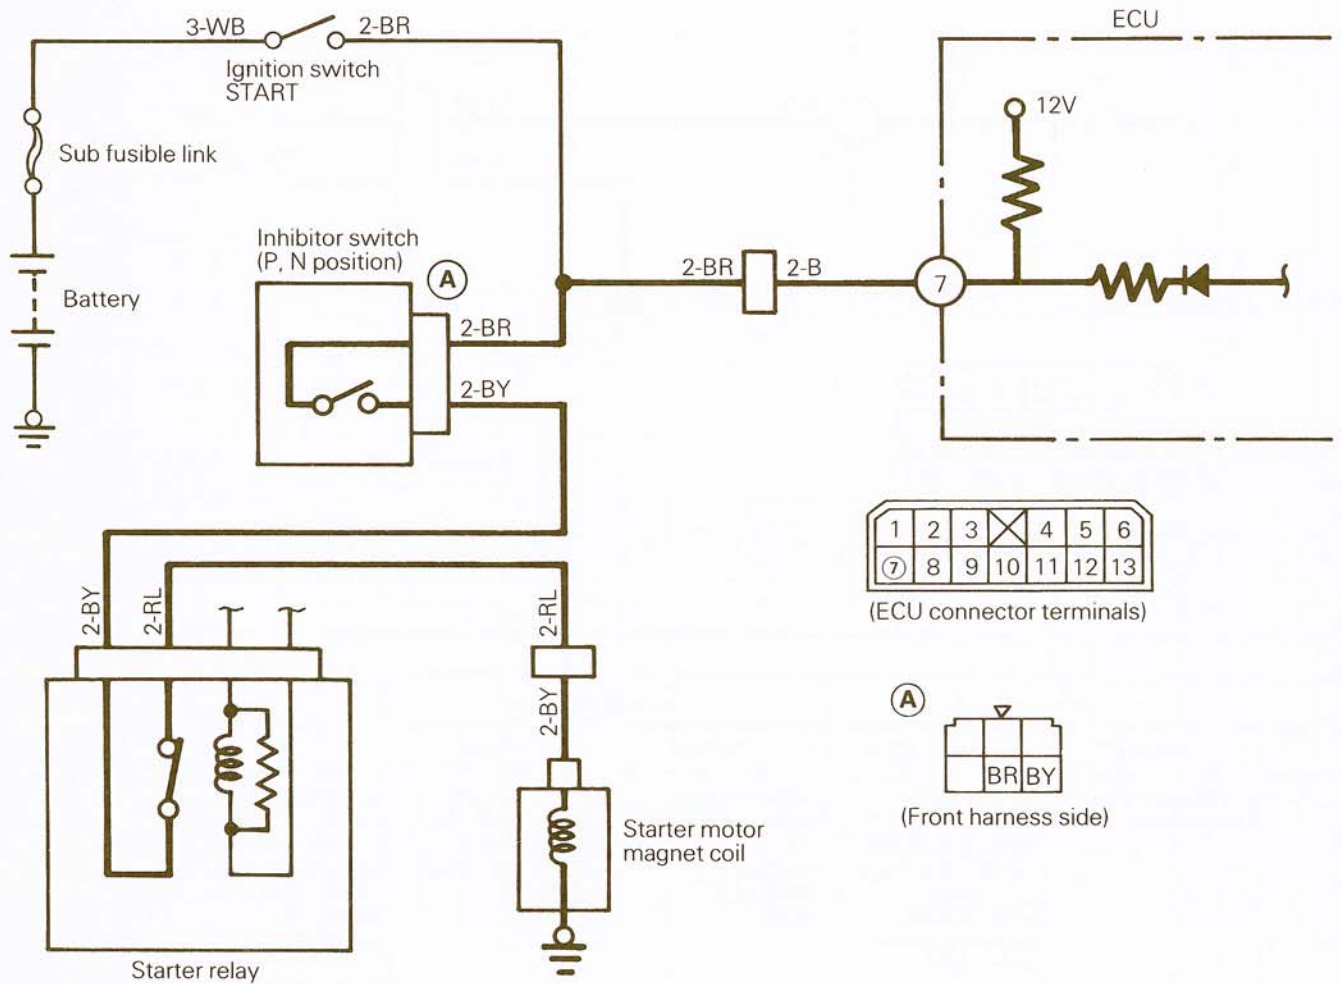 ECU
3-WB
2-BR
Ignition switch
START
12V
Sub fusible link
Inhibitor switch
(P, N position)
A
2-BR
2-B
7
Battery
2-BR
2-BY
1 2 3 4 5 6
7 8 9 10 11 12 13
(ECU connector terminals)
2-BY
2-RL
2-RL
A
2-BY
BR BY
(Front harness side)
Starter motor
magnet coil
Starter relay